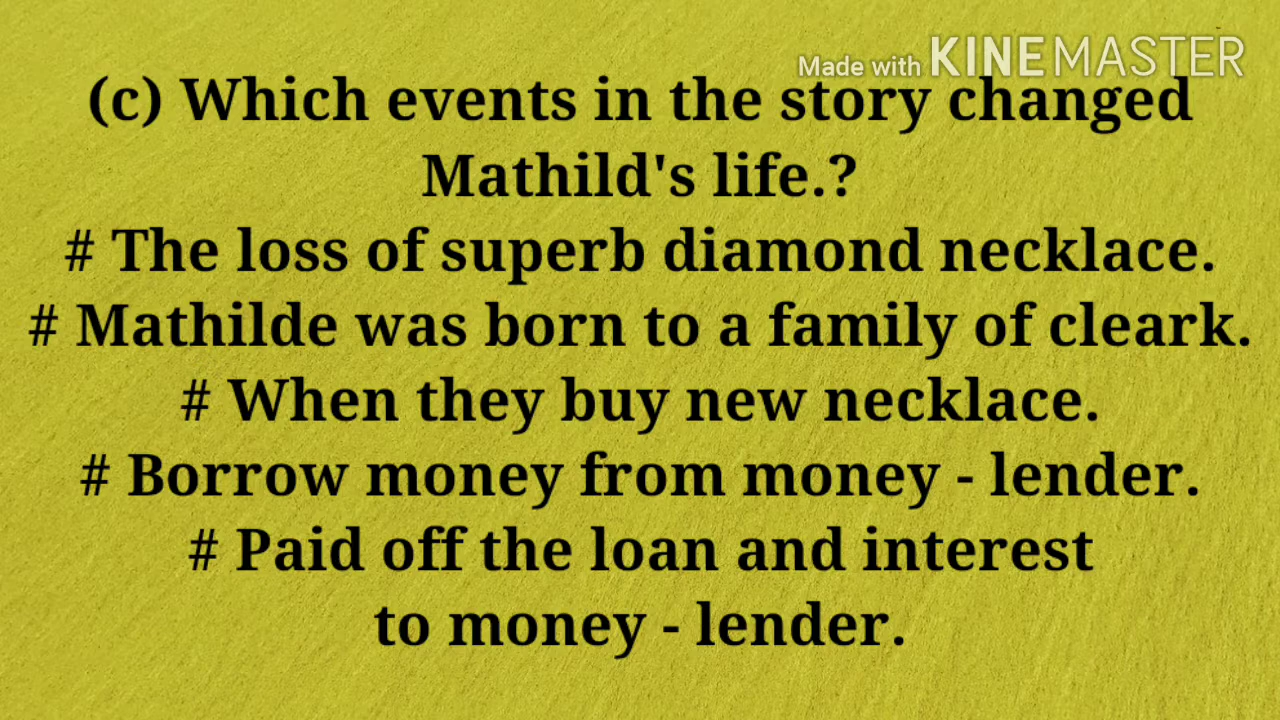 Made with KINEMASTER
(c) Which events in the story changed
Mathild's life.?
# The loss of superb diamond necklace.
# Mathilde was born to a family of cleark.
# When they buy new necklace.
# Borrow money from money - lender.
# Paid off the loan and interest
to money - lender.